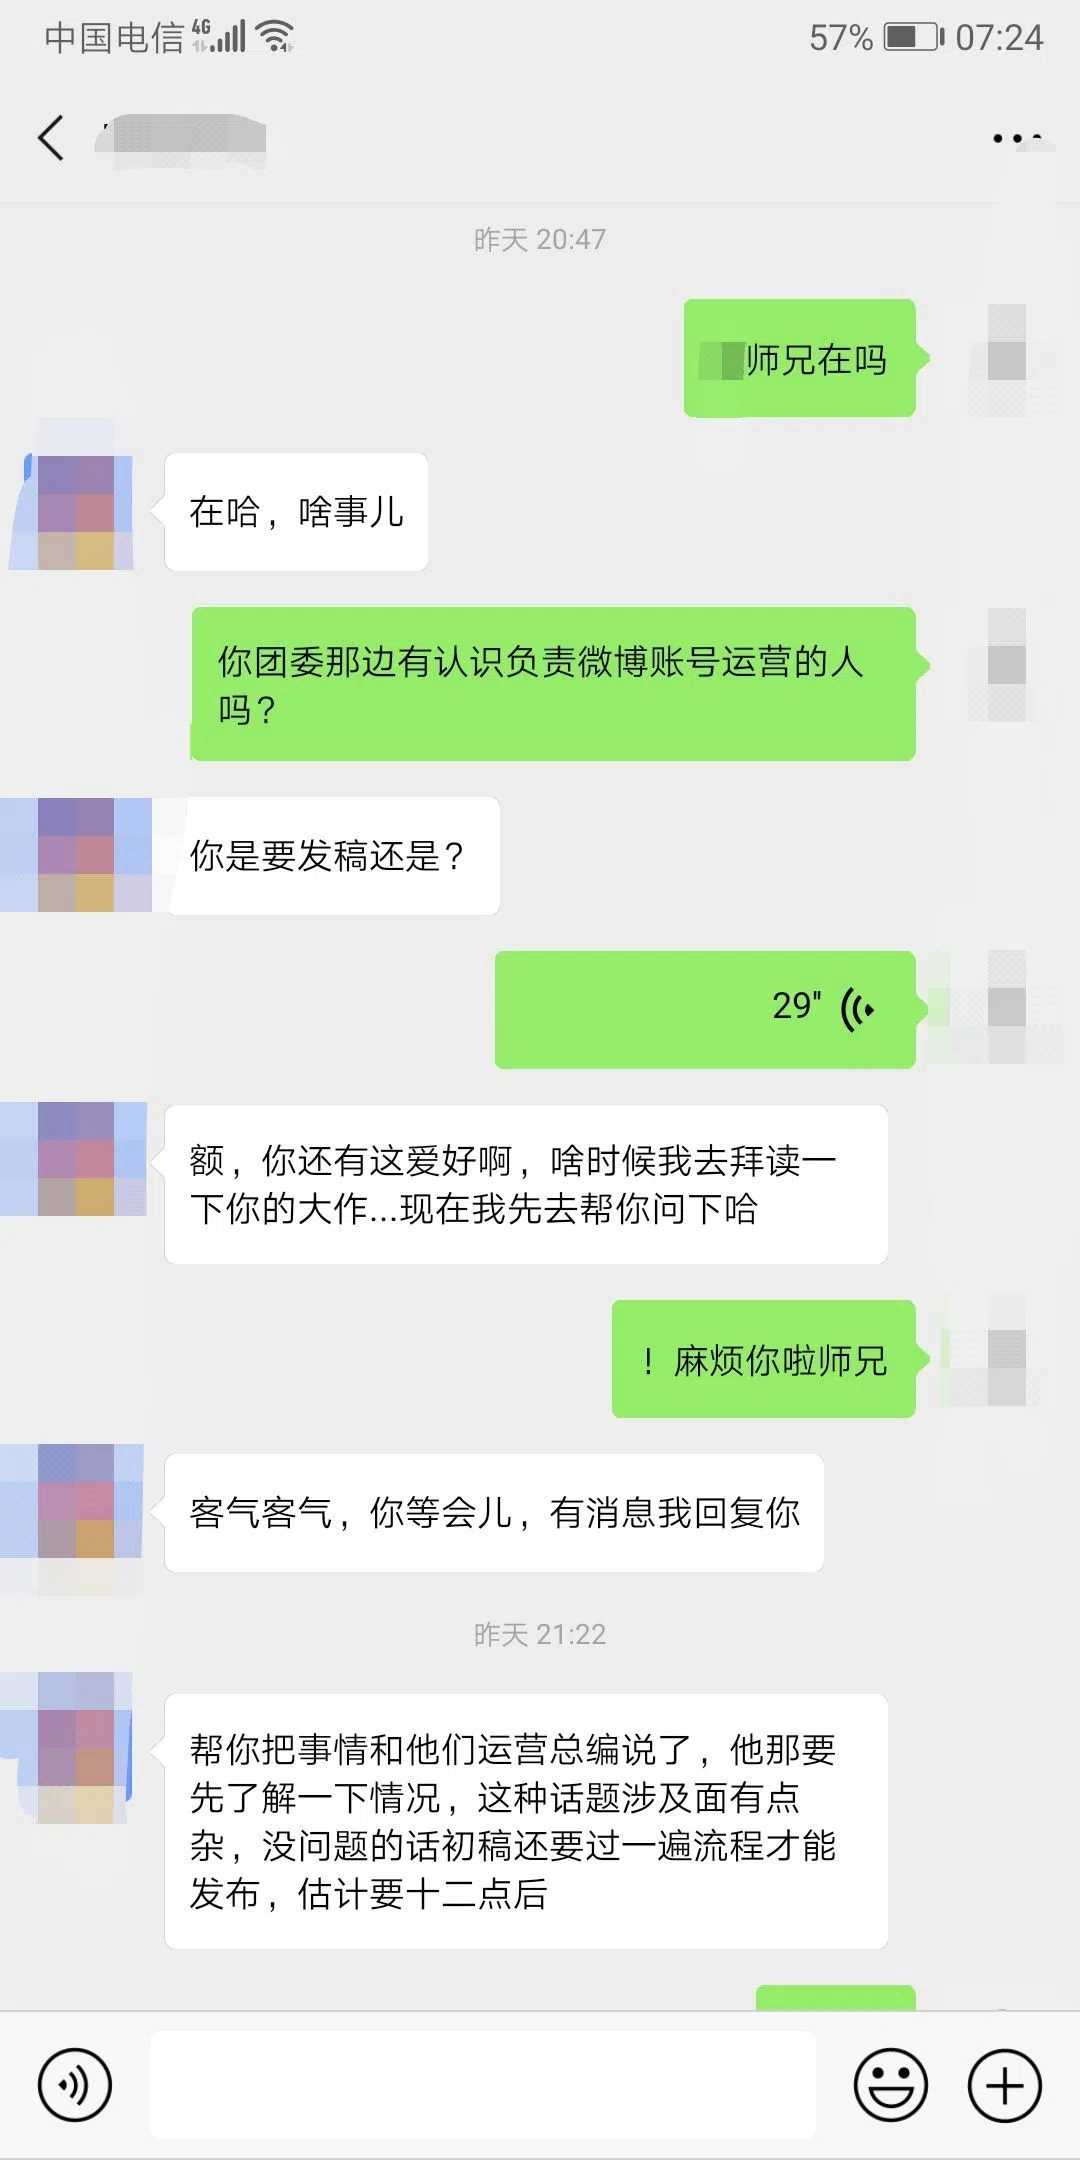 中国电信 4G 57% 07:24
昨天 20:47
师兄在吗
在哈，啥事儿
你团委那边有认识负责微博账号运营的人
吗？
你是要发稿还是？
29"
额，你还有这爱好啊，啥时候我去拜读一
下你的大作...现在我先去帮你问下哈
！麻烦你啦师兄
客气客气，你等会儿，有消息我回复你
昨天 21:22
帮你把事情和他们运营总编说了，他那要
先了解一下情况，这种话题涉及面有点
杂，没问题的话初稿还要过一遍流程才能
发布，估计要十二点后